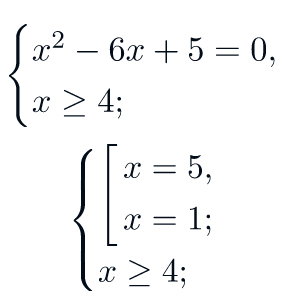 x² − 6x + 5 = 0,
x ≥ 4;
x = 5,
x = 1;
x ≥ 4;